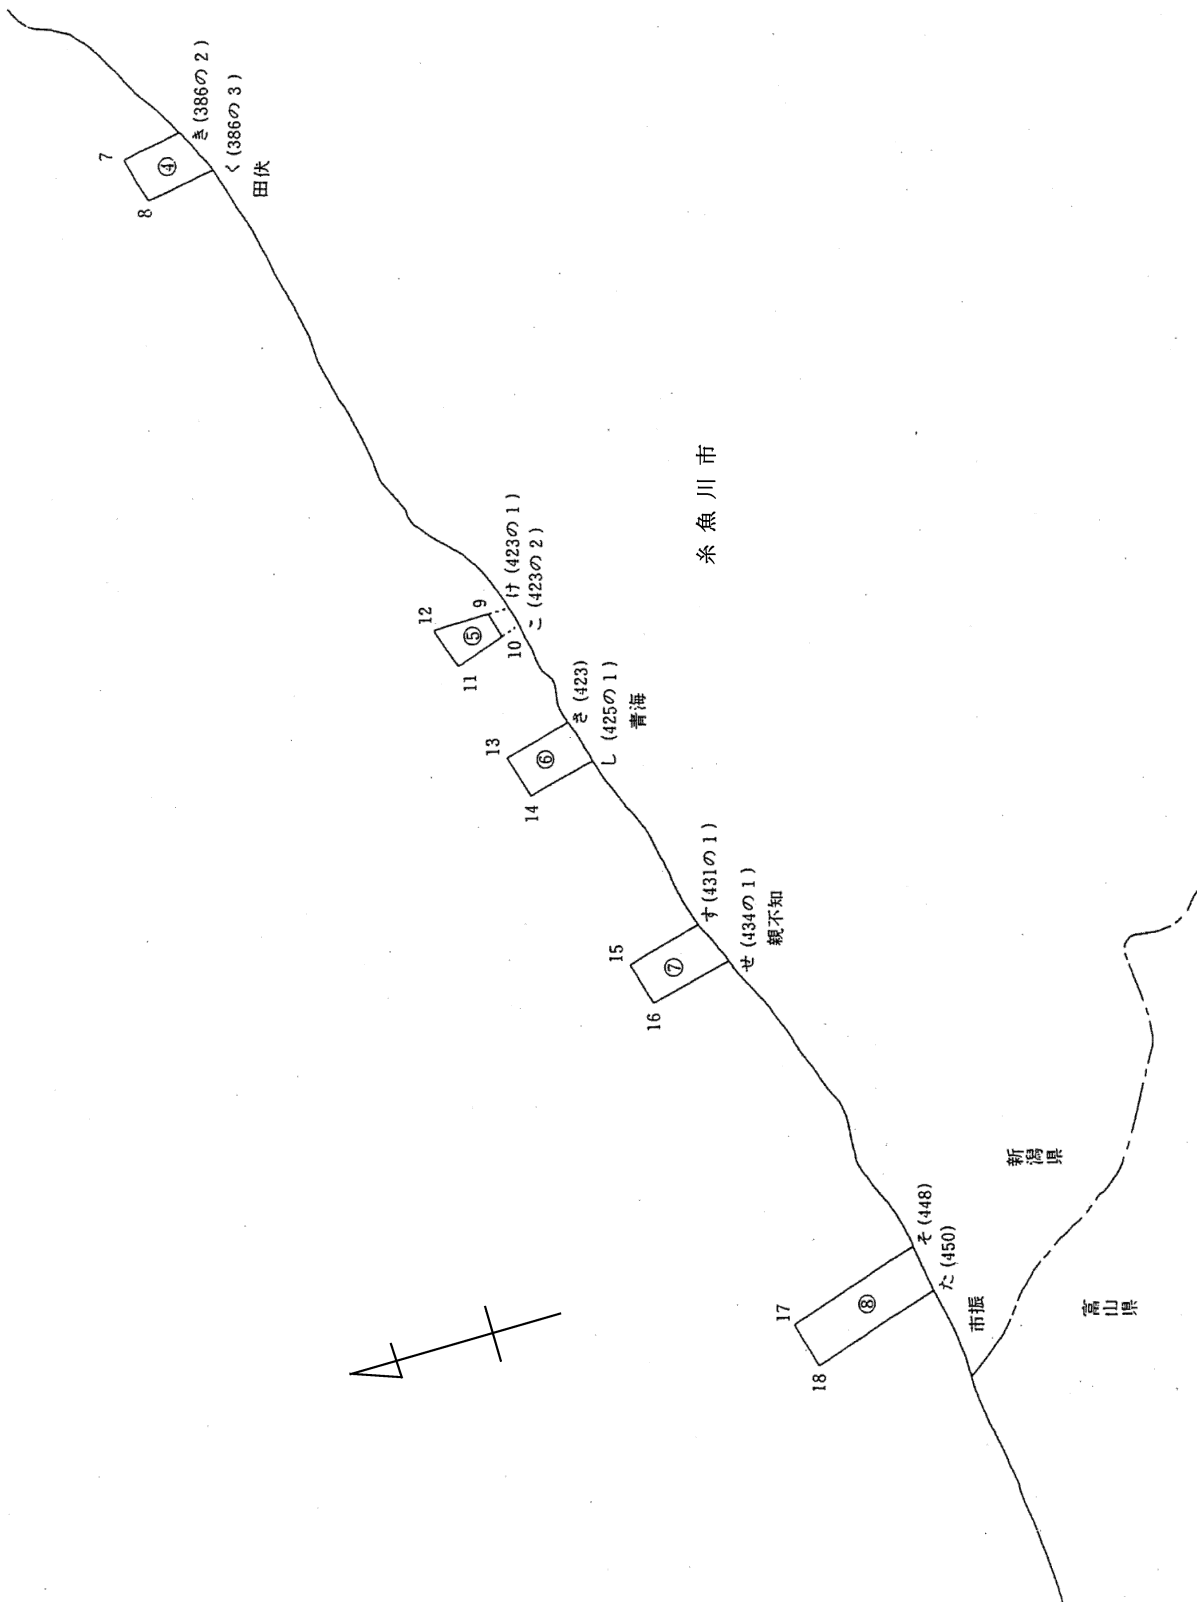 7
8
④
き (386の2)
く (386の3)
田伏
12
9
⑤
11
10
け (423の1)
こ (423の2)
糸魚川市
13
14
⑥
さ (423)
し (425の1)
青海
15
16
⑦
す (431の1)
せ (434の1)
親不知
17
18
⑧
そ (448)
た (450)
市振
新潟県
富山県